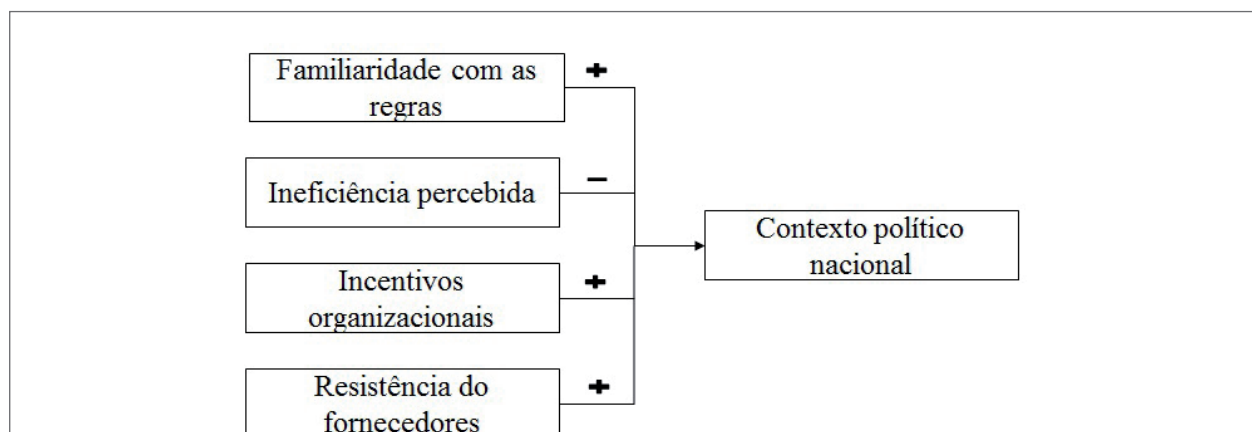 Familiaridade com as
regras
+
Ineficiência percebida
–
Contexto político
nacional
Incentivos
organizacionais
+
Resistência do
fornecedores
+